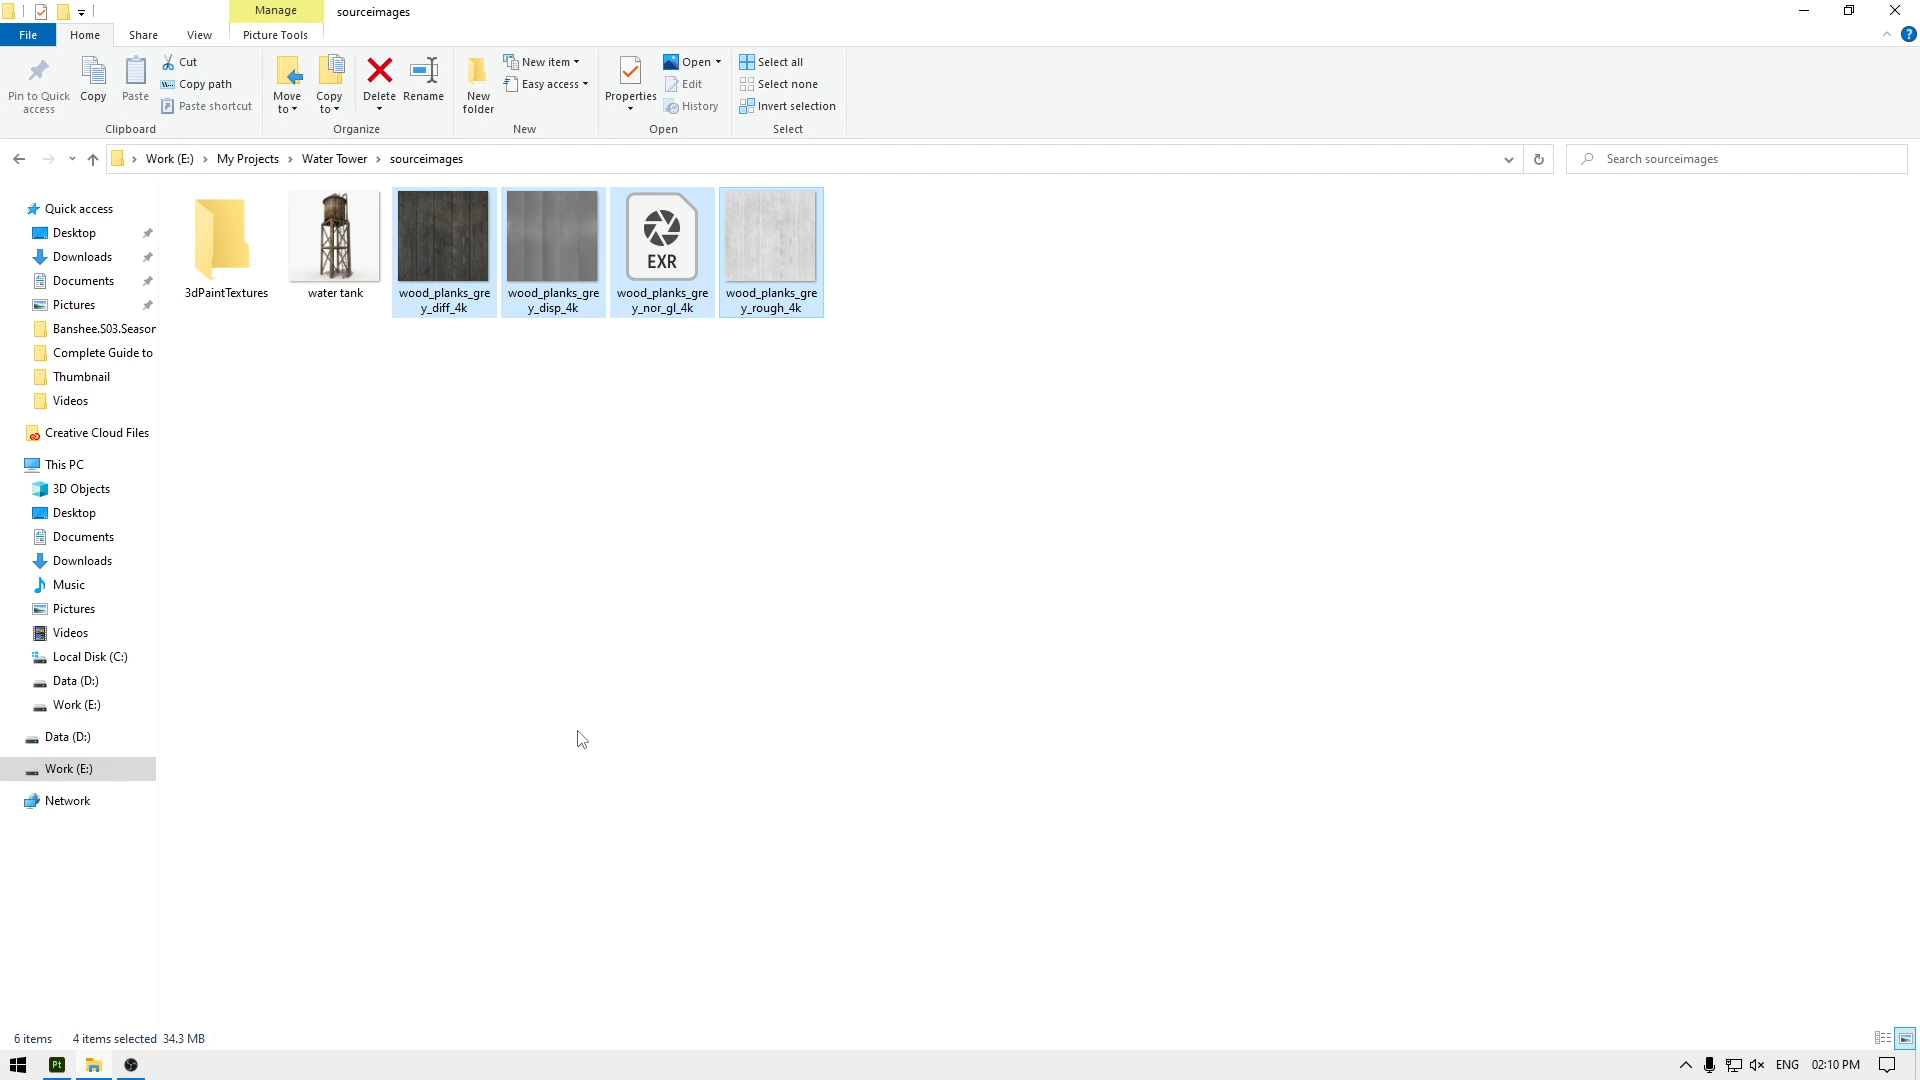 Manage
sourceimages
File
Home
Share
View
Picture Tools
?
Pin to Quick
access
Copy
Paste
Cut
Copy path
Paste shortcut
Clipboard
Move
to
Copy
to
Delete
Rename
Organize
New
folder
New item
Easy access
New
Properties
Open
Edit
History
Open
Select all
Select none
Invert selection
Select
Work (E:)
My Projects
Water Tower
sourceimages
Search sourceimages
Quick access
Desktop
Downloads
Documents
Pictures
Banshee.S03.Season
Complete Guide to
Thumbnail
Videos
Creative Cloud Files
This PC
3D Objects
Desktop
Documents
Downloads
Music
Pictures
Videos
Local Disk (C:)
Data (D:)
Work (E:)
Data (D:)
Work (E:)
Network
3dPaintTextures
water tank
wood_planks_gre
y_diff_4k
wood_planks_gre
y_disp_4k
EXR
wood_planks_gre
y_nor_gl_4k
wood_planks_gre
y_rough_4k
6 items
4 items selected 34.3 MB
Pt
ENG
02:10 PM